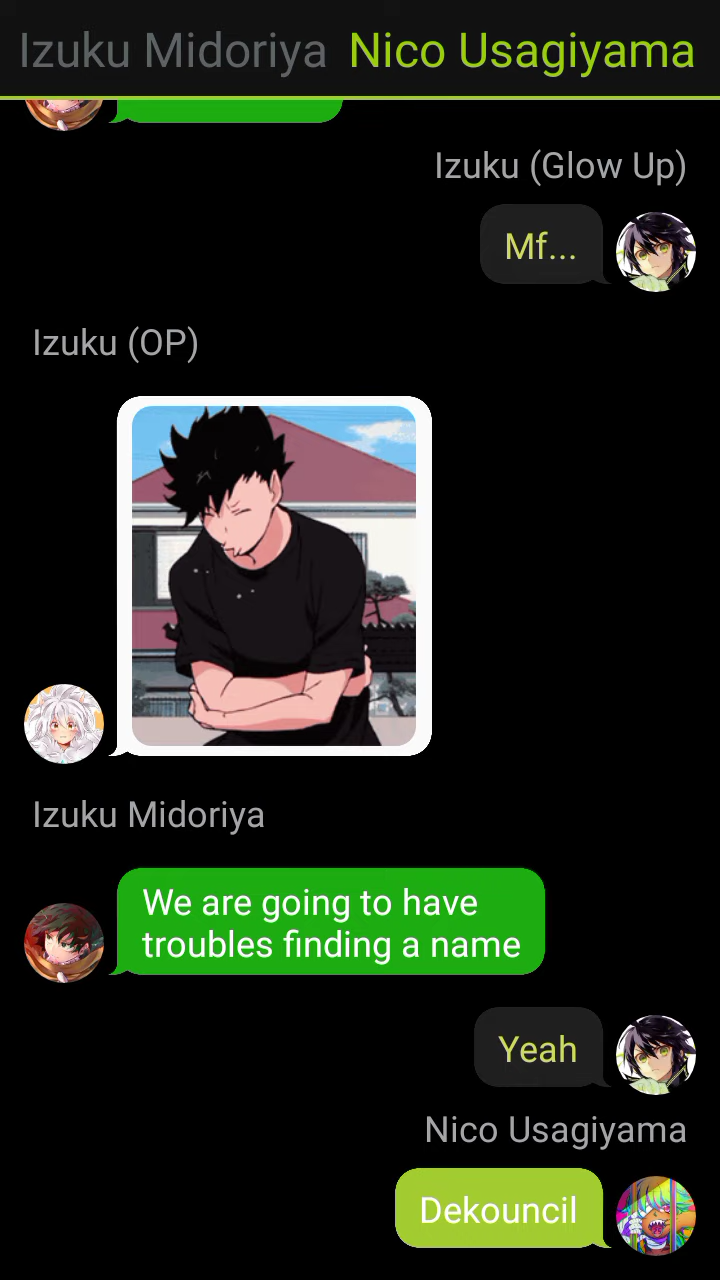 Izuku Midoriya Nico Usagiyama
Izuku (Glow Up)
Mf...
Izuku (OP)
Izuku Midoriya
We are going to have
troubles finding a name
Yeah
Nico Usagiyama
Dekouncil